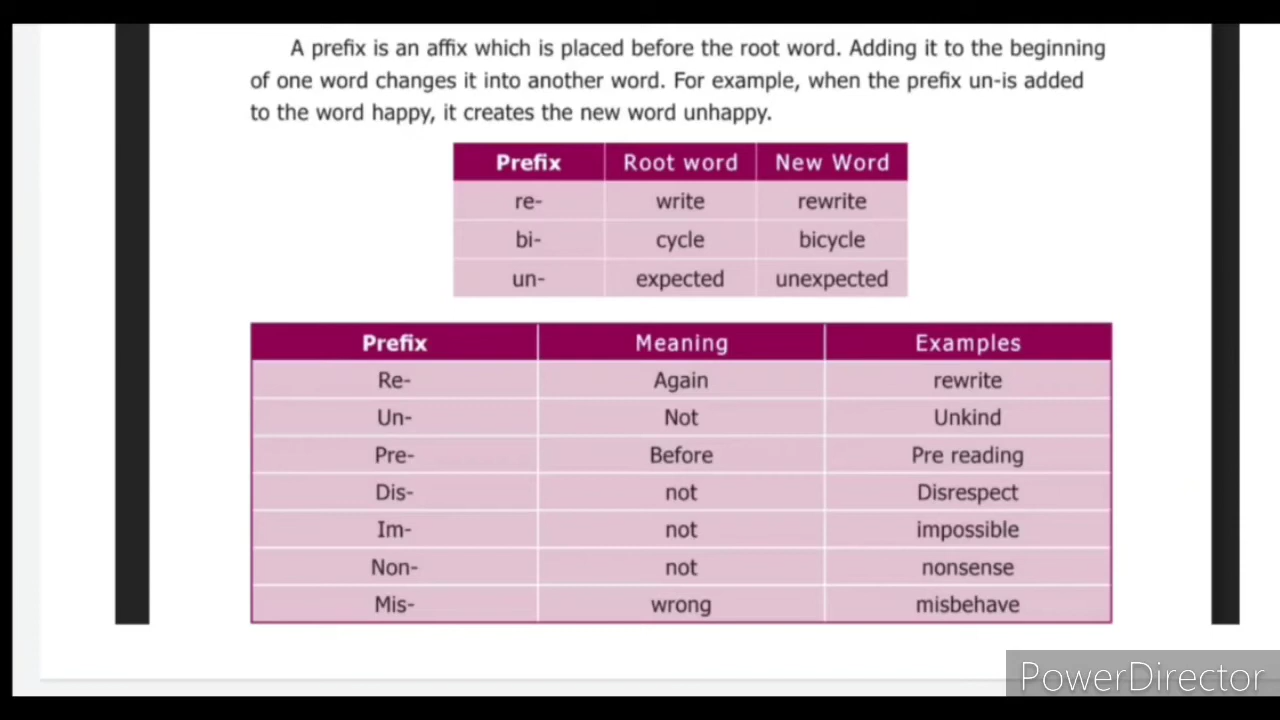 A prefix is an affix which is placed before the root word. Adding it to the beginning
of one word changes it into another word. For example, when the prefix un-is added
to the word happy, it creates the new word unhappy.
Prefix Root word New Word
re- write rewrite
bi- cycle bicycle
un- expected unexpected
Prefix Meaning Examples
Re- Again rewrite
Un- Not Unkind
Pre- Before Pre reading
Dis- not Disrespect
Im- not impossible
Non- not nonsense
Mis- wrong misbehave
PowerDirector